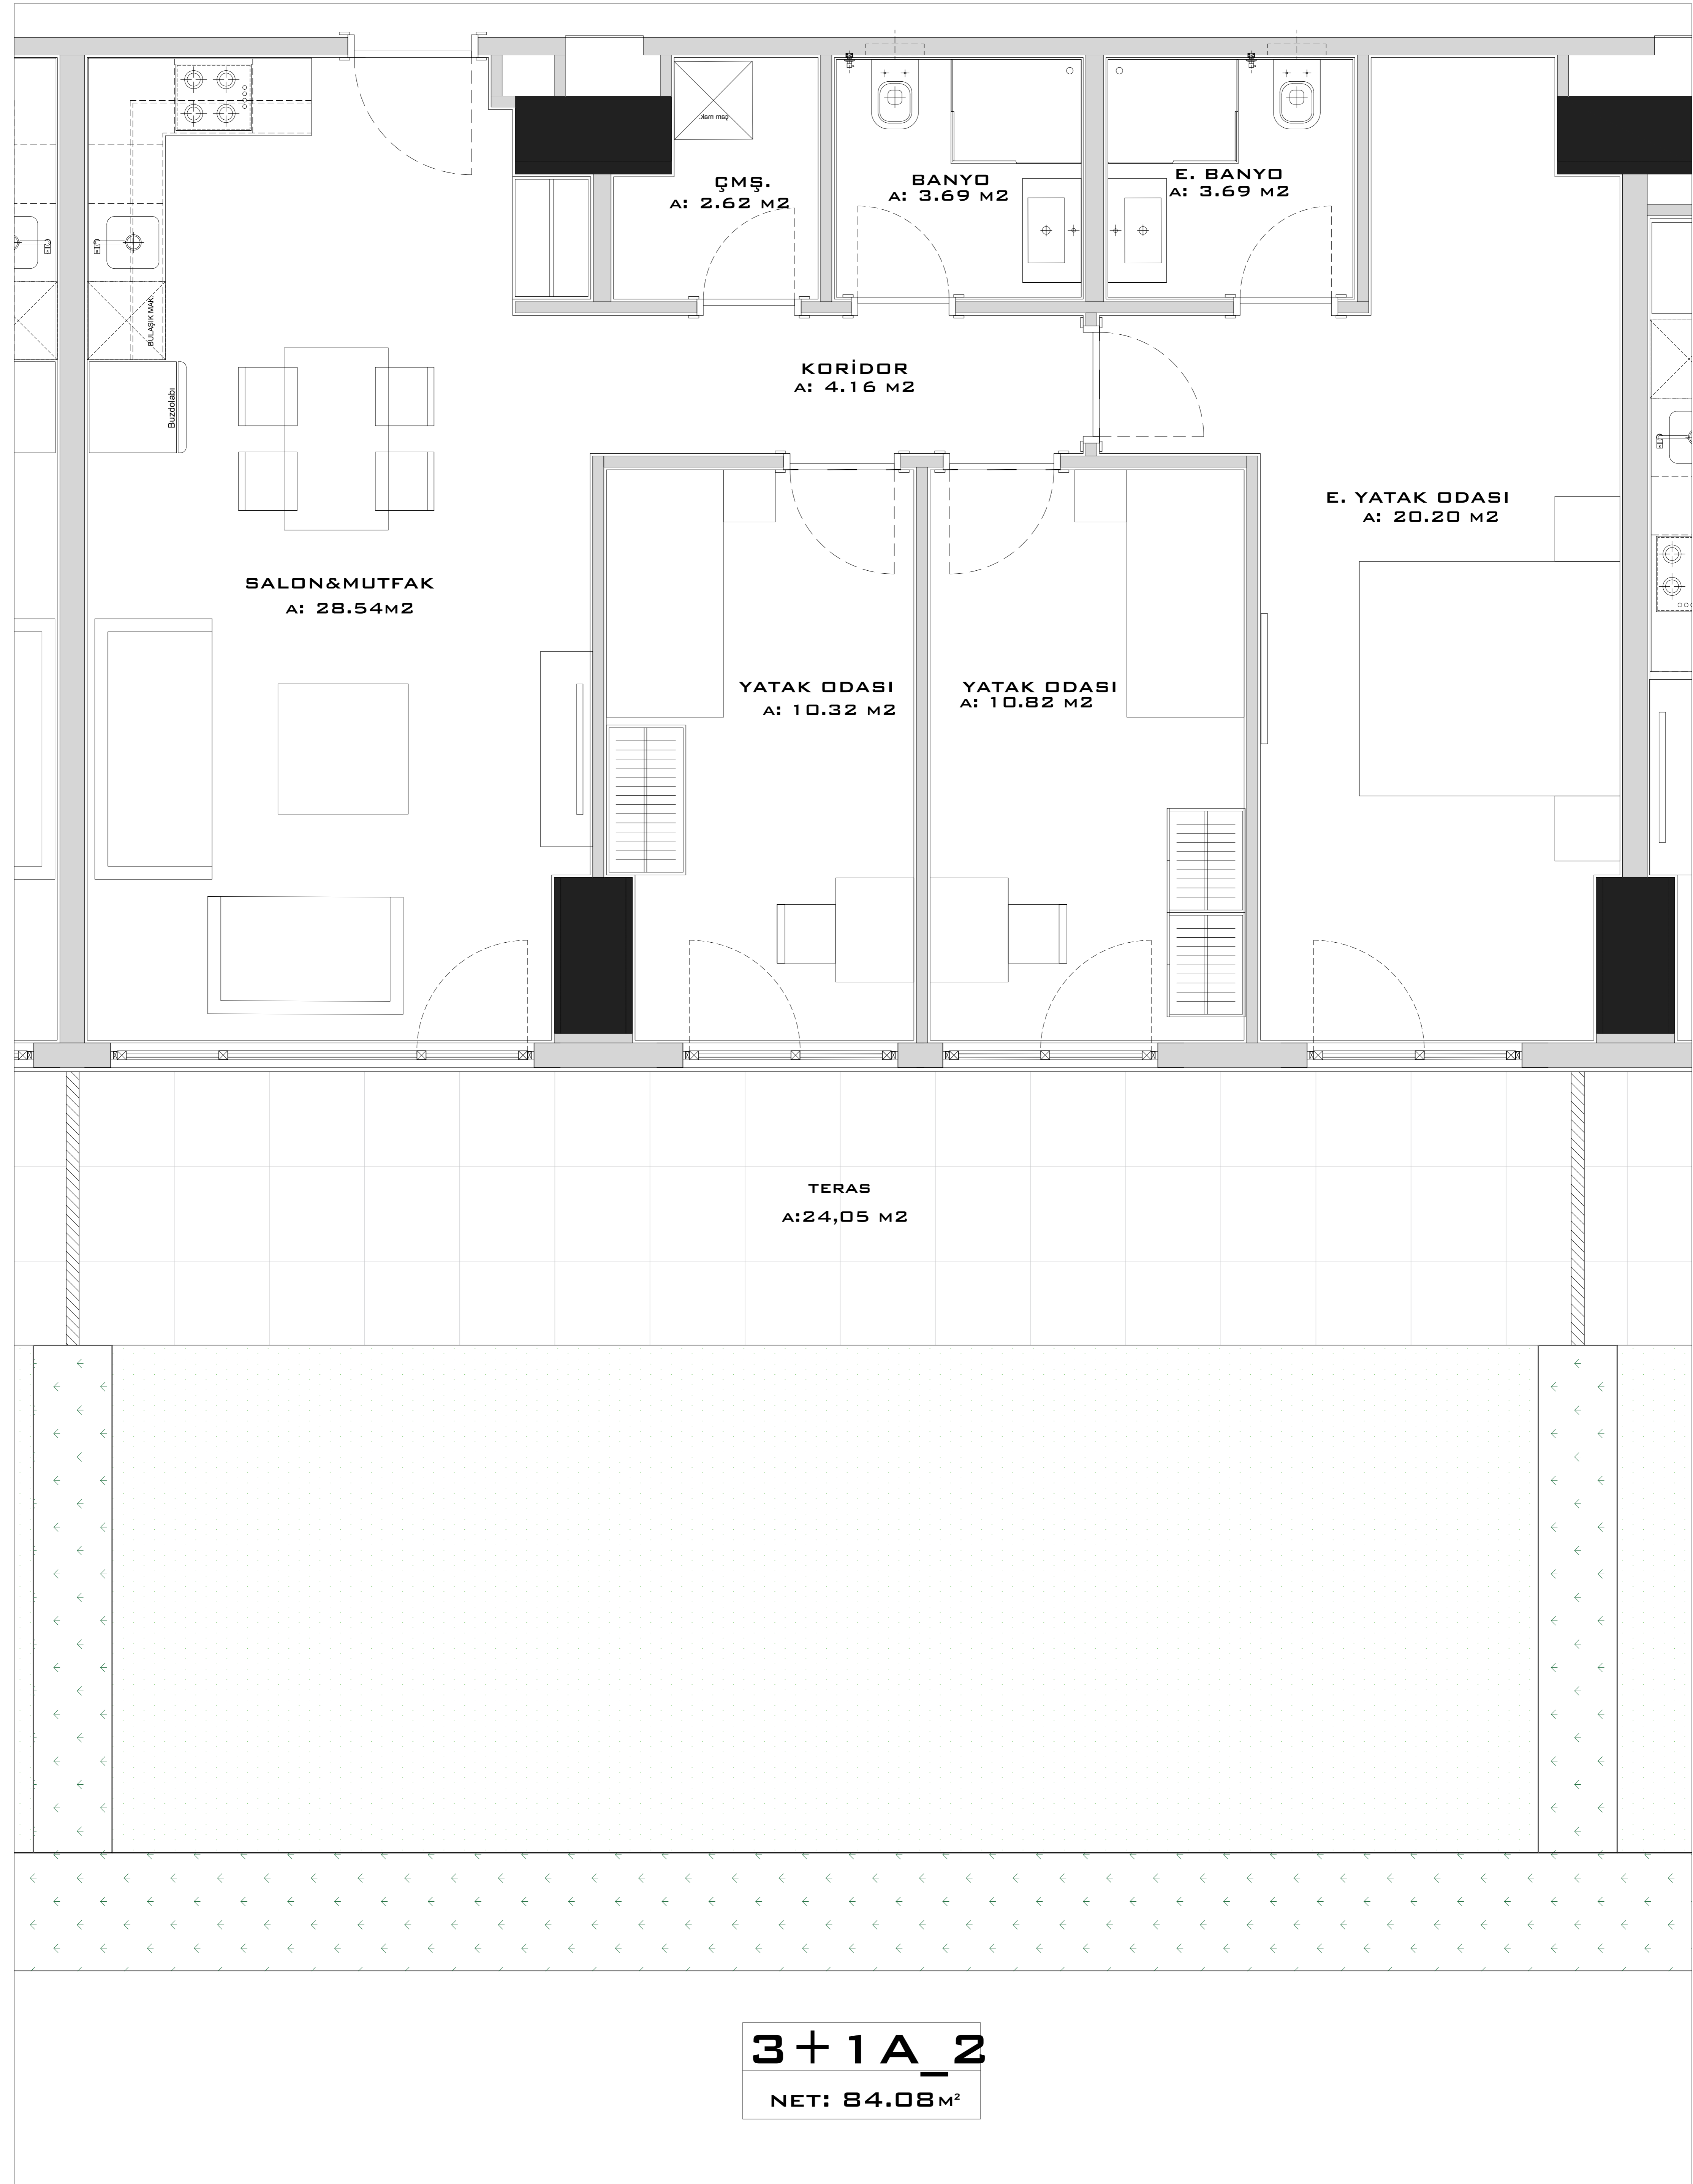 çam mak.
ÇMŞ.
A: 2.62 M2
BANYO
A: 3.69 M2
E. BANYO
A: 3.69 M2
BULAŞIK MAK.
Buzdolabı
KORİDOR
A: 4.16 M2
E. YATAK ODASI
A: 20.20 M2
SALON&MUTFAK
A: 28.54M2
YATAK ODASI
A: 10.32 M2
YATAK ODASI
A: 10.82 M2
TERAS
A:24,05 M2
3+1A_2
NET: 84.08M²